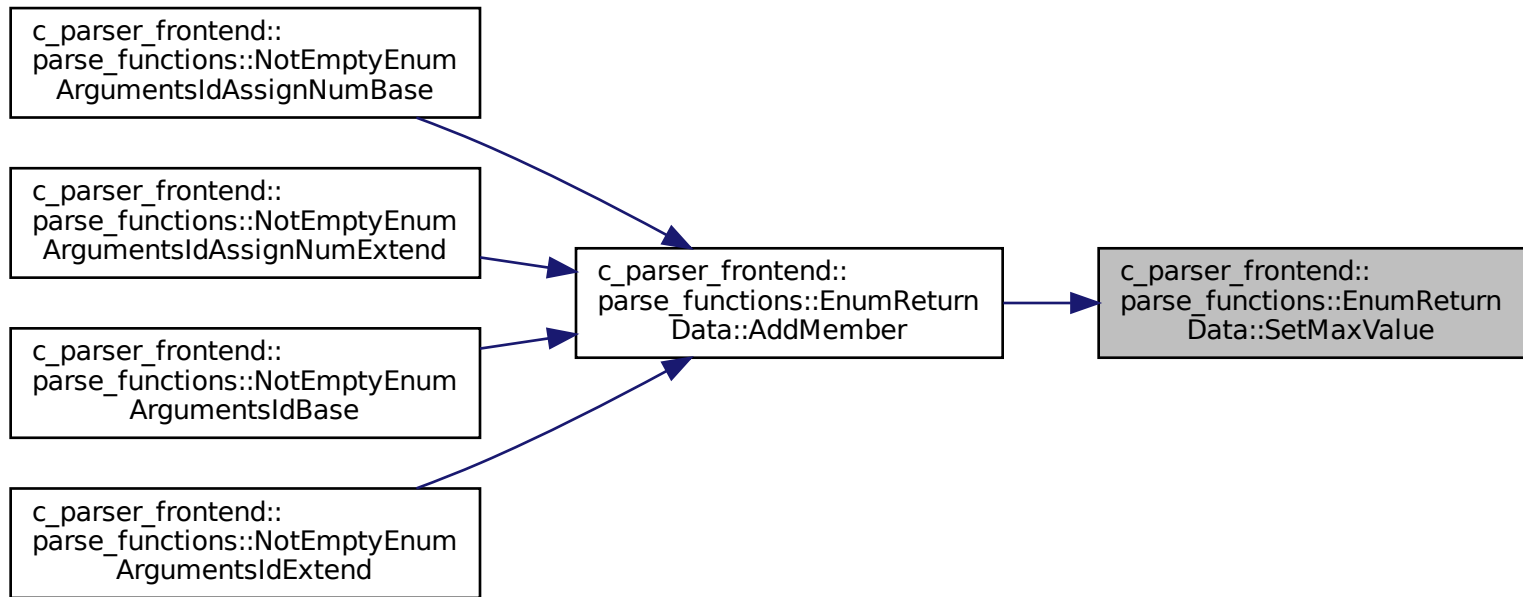 c_parser_frontend::
parse_functions::NotEmptyEnum
ArgumentsIdAssignNumBase
c_parser_frontend::
parse_functions::NotEmptyEnum
ArgumentsIdAssignNumExtend
c_parser_frontend::
parse_functions::NotEmptyEnum
ArgumentsIdBase
c_parser_frontend::
parse_functions::NotEmptyEnum
ArgumentsIdExtend
c_parser_frontend::
parse_functions::EnumReturn
Data::AddMember
c_parser_frontend::
parse_functions::EnumReturn
Data::SetMaxValue